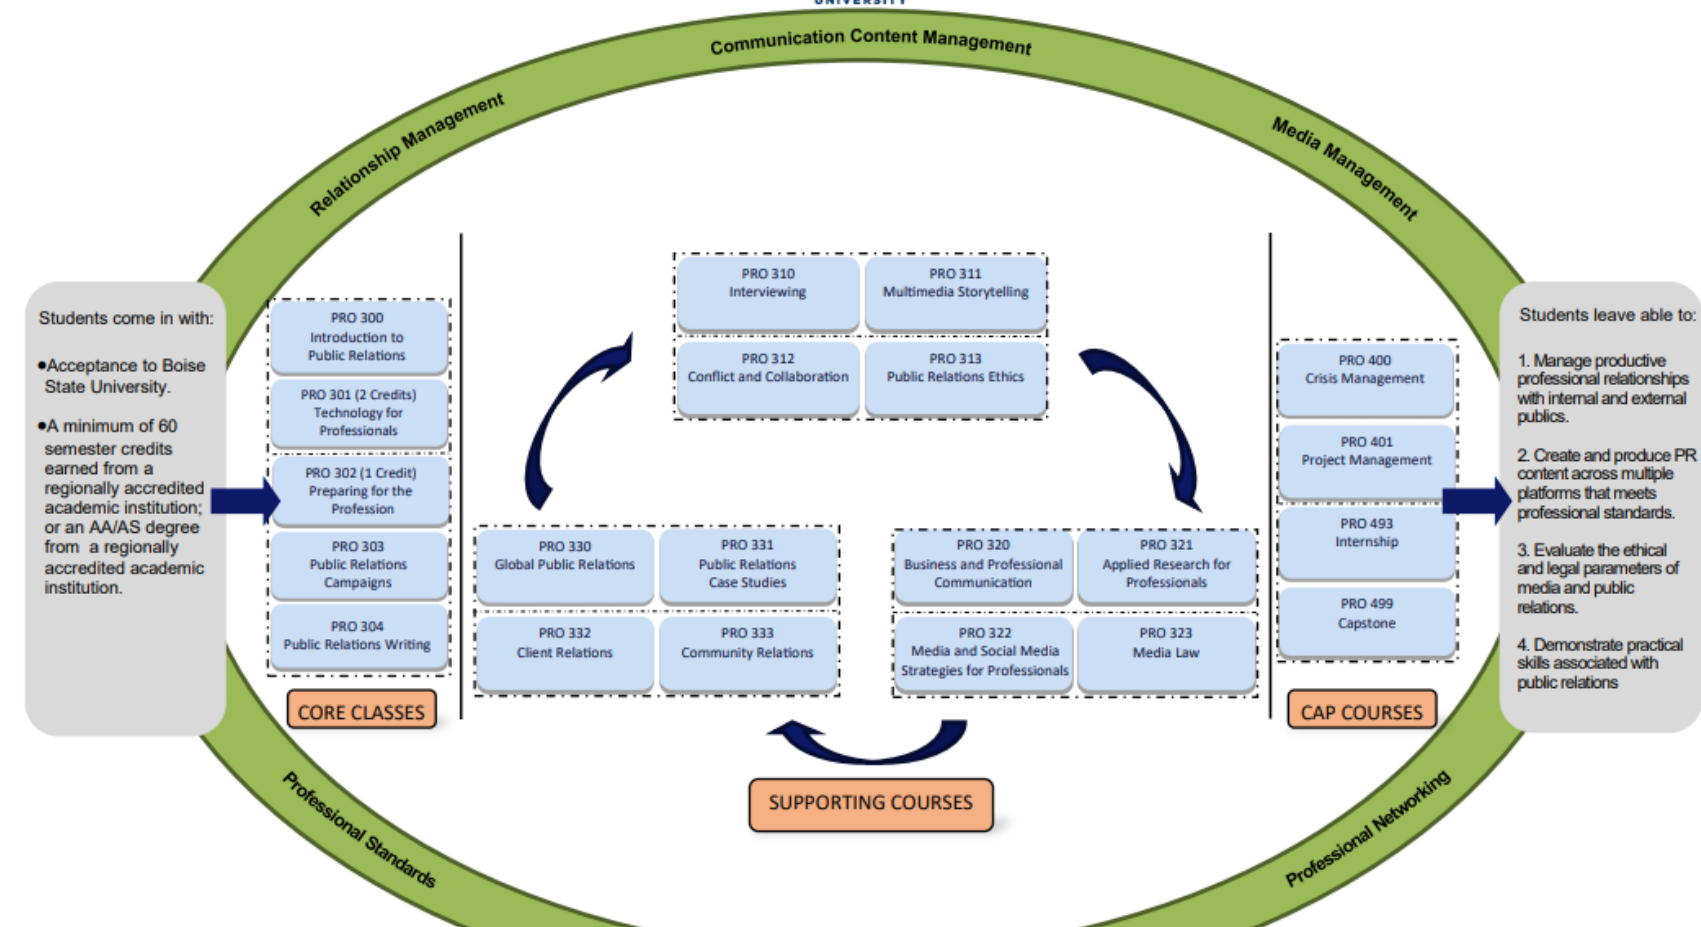 UNIVERSITY
Communication Content Management
Relationship Management
Media Management
Students come in with:
●Acceptance to Boise
State University.
●A minimum of 60
semester credits
earned from a
regionally accredited
academic institution;
or an AA/AS degree
from a regionally
accredited academic
institution.
PRO 300
Introduction to
Public Relations
PRO 301 (2 Credits)
Technology for
Professionals
PRO 302 (1 Credit)
Preparing for the
Profession
PRO 303
Public Relations
Campaigns
PRO 304
Public Relations Writing
CORE CLASSES
PRO 310
Interviewing
PRO 311
Multimedia Storytelling
PRO 312
Conflict and Collaboration
PRO 313
Public Relations Ethics
PRO 330
Global Public Relations
PRO 331
Public Relations
Case Studies
PRO 332
Client Relations
PRO 333
Community Relations
PRO 320
Business and Professional
Communication
PRO 321
Applied Research for
Professionals
PRO 322
Media and Social Media
Strategies for Professionals
PRO 323
Media Law
SUPPORTING COURSES
PRO 400
Crisis Management
PRO 401
Project Management
PRO 493
Internship
PRO 499
Capstone
CAP COURSES
Students leave able to:
1. Manage productive
professional relationships
with internal and external
publics.
2. Create and produce PR
content across multiple
platforms that meets
professional standards.
3. Evaluate the ethical
and legal parameters of
media and public
relations.
4. Demonstrate practical
skills associated with
public relations
Professional Standards
Professional Networking